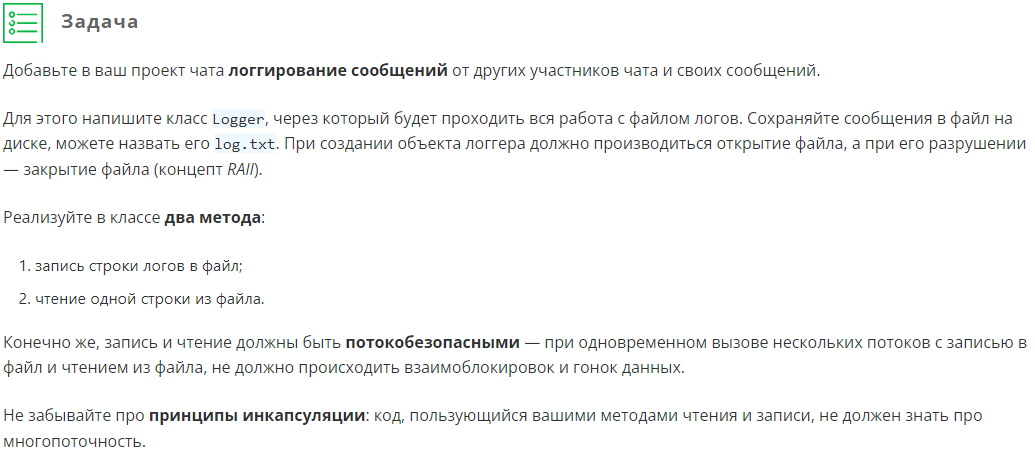 Задача
Добавьте в ваш проект чата логгирование сообщений от других участников чата и своих сообщений.
Для этого напишите класс Logger, через который будет проходить вся работа с файлом логов. Сохраняйте сообщения в файл на
диске, можете назвать его log.txt. При создании объекта логгера должно производиться открытие файла, а при его разрушении
— закрытие файла (концепт RAII).
Реализуйте в классе два метода:
1. запись строки логов в файл;
2. чтение одной строки из файла.
Конечно же, запись и чтение должны быть потокобезопасными — при одновременном вызове нескольких потоков с записью в
файл и чтением из файла, не должно происходить взаимоблокировок и гонок данных.
Не забывайте про принципы инкапсуляции: код, пользующийся вашими методами чтения и записи, не должен знать про
многопоточность.